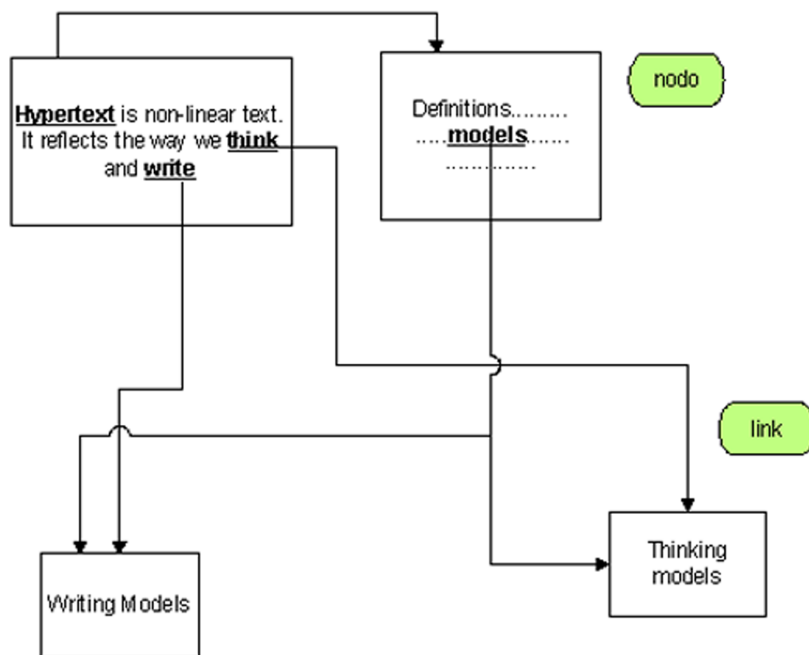 Hypertext is non-linear text.
It reflects the way we think
and write
Definitions.........
.....models.......
..............
nodo
link
Writing Models
Thinking
models